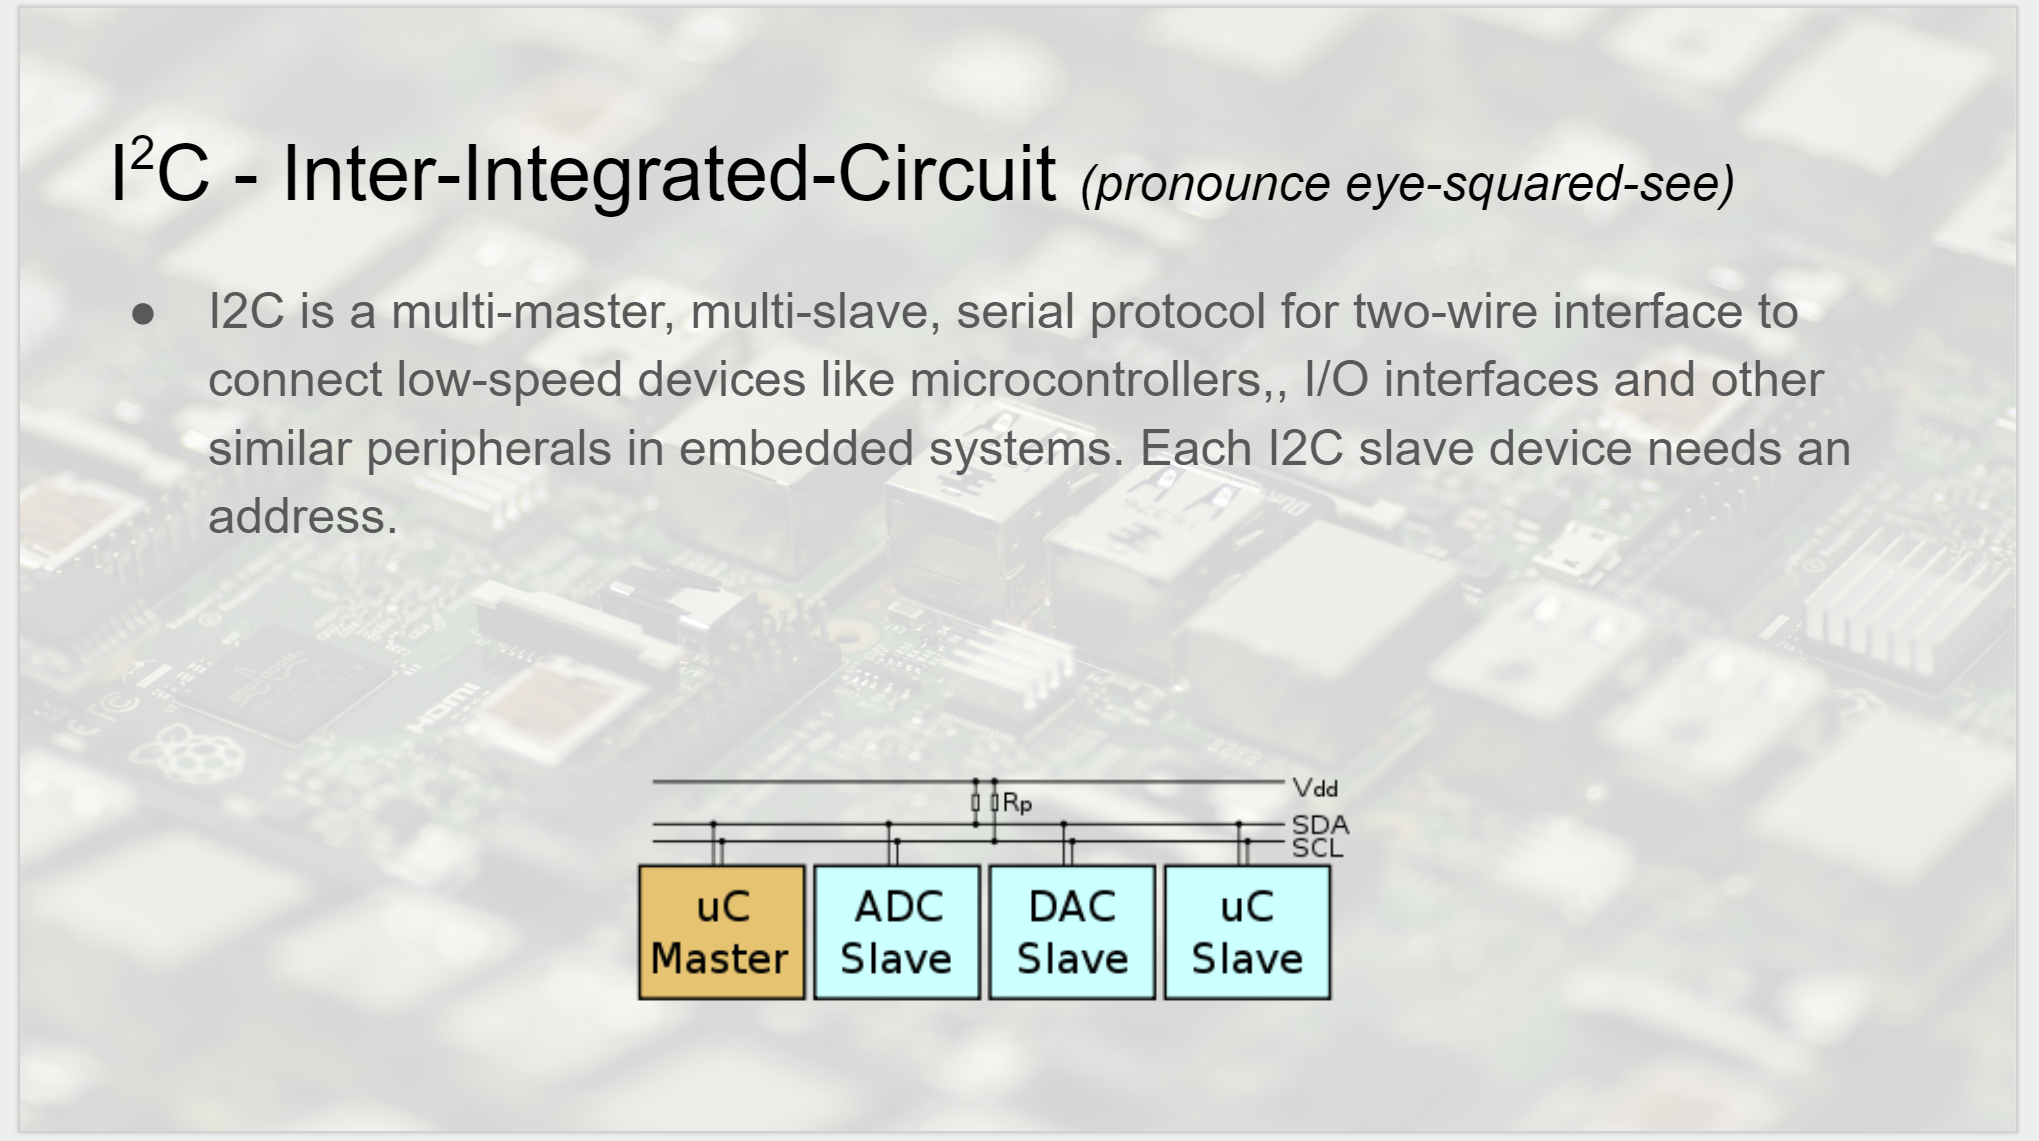 I²C - Inter-Integrated-Circuit (pronounce eye-squared-see)
● I2C is a multi-master, multi-slave, serial protocol for two-wire interface to
connect low-speed devices like microcontrollers,, I/O interfaces and other
similar peripherals in embedded systems. Each I2C slave device needs an
address.
HDMI
Vdd
Rp
SDA
SCL
uC
Master
ADC
Slave
DAC
Slave
uC
Slave